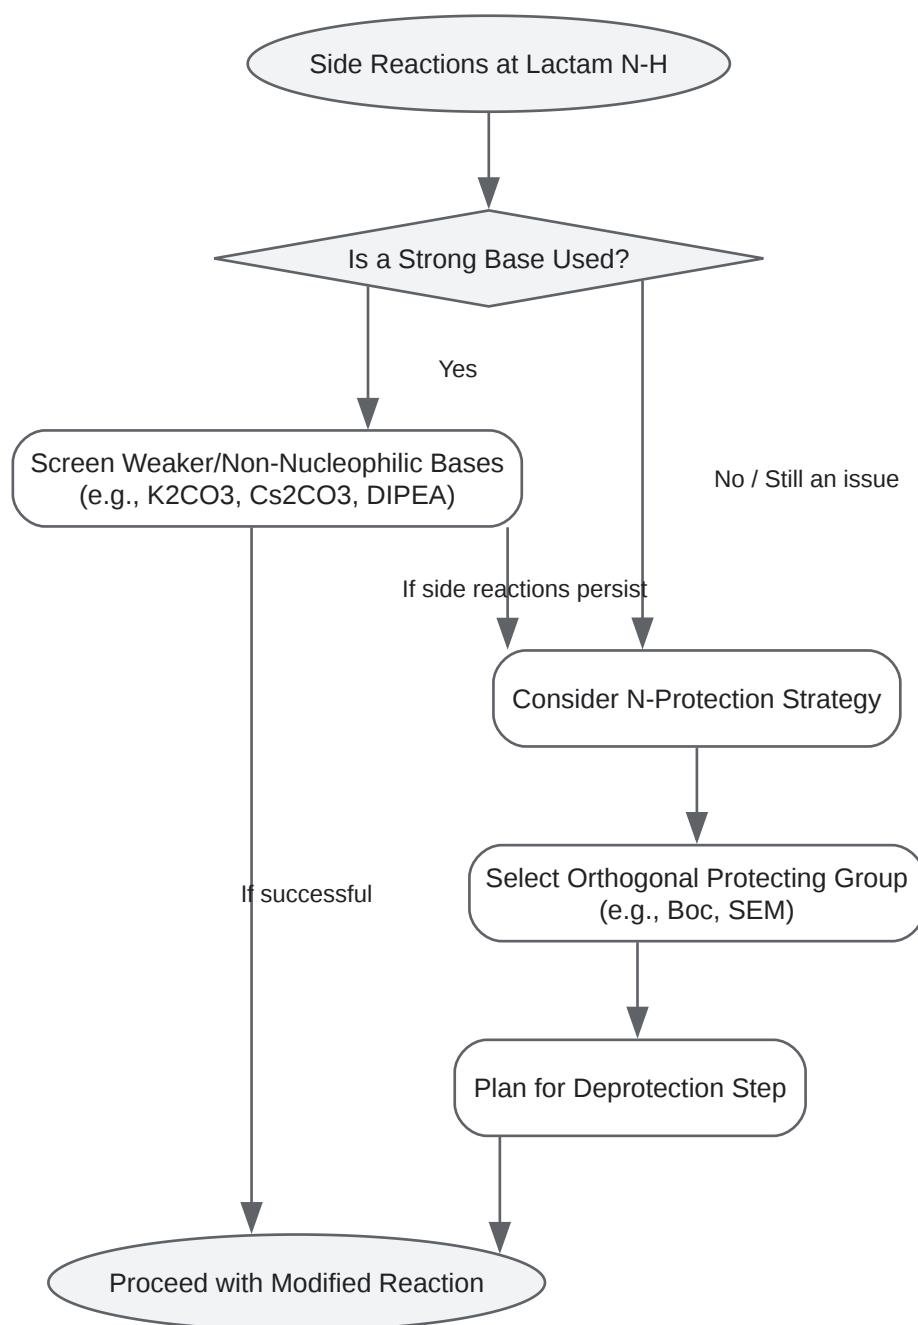 Side Reactions at Lactam N-H
Is a Strong Base Used?
Yes
Screen Weaker/Non-Nucleophilic Bases
(e.g., K2CO3, Cs2CO3, DIPEA)
No / Still an issue
If side reactions persist
Consider N-Protection Strategy
Select Orthogonal Protecting Group
(e.g., Boc, SEM)
If successful
Plan for Deprotection Step
Proceed with Modified Reaction